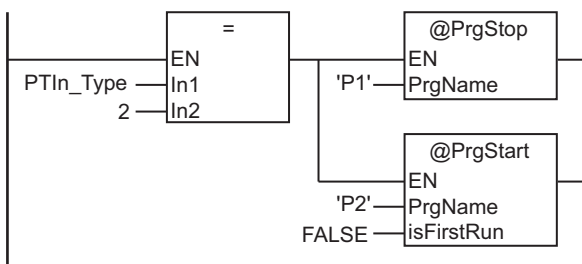 =
EN
PTIn_Type In1
2 In2
@PrgStop
EN
'P1' PrgName
@PrgStart
EN
'P2' PrgName
FALSE isFirstRun